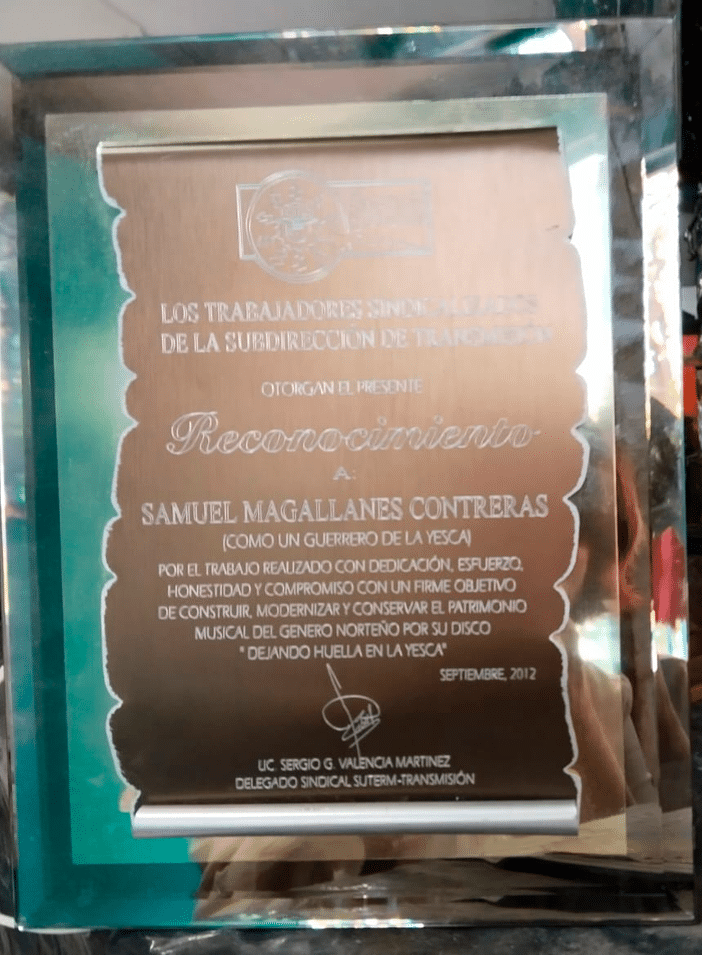 LOS TRABAJADORES SINDICALIZADOS
DE LA SUBDIRECCIÓN DE TRANSMISIÓN
OTORGAN EL PRESENTE
Reconocimiento
A:
SAMUEL MAGALLANES CONTRERAS
(COMO UN GUERRERO DE LA YESCA)
POR EL TRABAJO REALIZADO CON DEDICACIÓN, ESFUERZO,
HONESTIDAD Y COMPROMISO CON UN FIRME OBJETIVO
DE CONSTRUIR, MODERNIZAR Y CONSERVAR EL PATRIMONIO
MUSICAL DEL GENERO NORTEÑO POR SU DISCO
" DEJANDO HUELLA EN LA YESCA"
SEPTIEMBRE, 2012
LIC. SERGIO G. VALENCIA MARTINEZ
DELEGADO SINDICAL SUTERM-TRANSMISIÓN